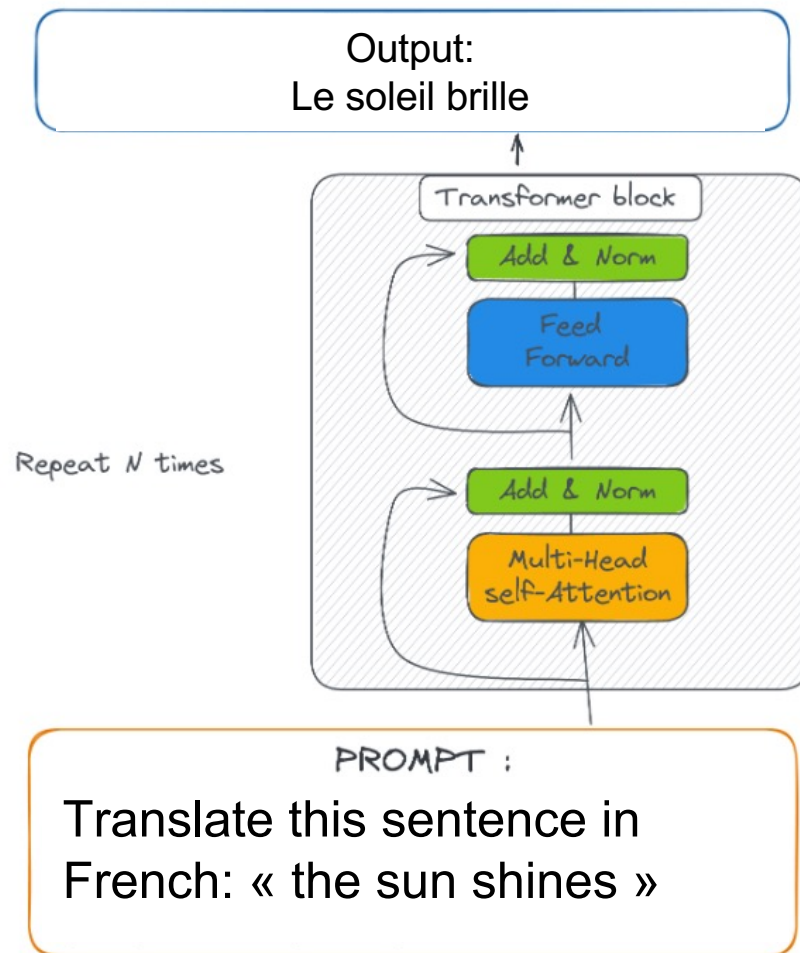 Output:
Le soleil brille
Transformer block
Add & Norm
Feed
Forward
Repeat N times
Add & Norm
Multi-Head
self-Attention
PROMPT :
Translate this sentence in
French: « the sun shines »